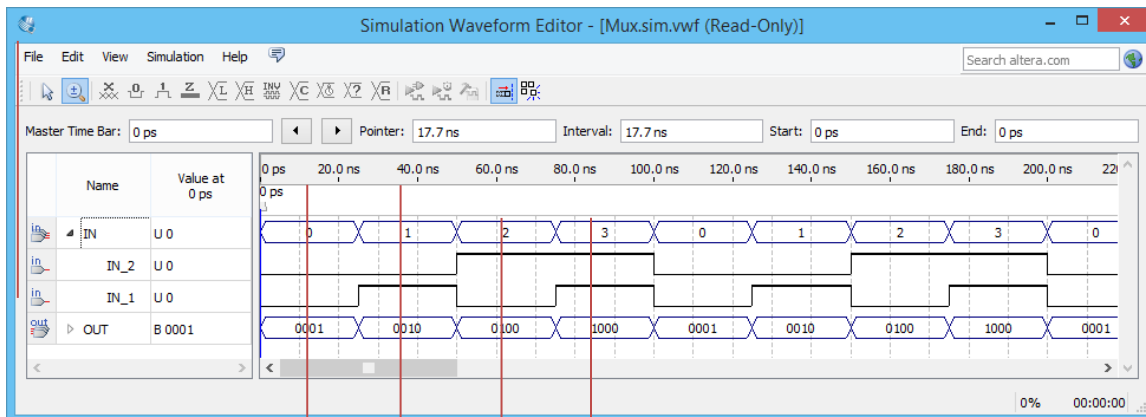 Simulation Waveform Editor - [Mux.sim.vwf (Read-Only)]
File Edit View Simulation Help
Search altera.com
Master Time Bar: 0 ps Pointer: 17.7 ns Interval: 17.7 ns Start: 0 ps End: 0 ps
Name Value at 0 ps
0 ps 20.0 ns 40.0 ns 60.0 ns 80.0 ns 100.0 ns 120.0 ns 140.0 ns 160.0 ns 180.0 ns 200.0 ns
0 ps
IN U 0 0 1 2 3 0 1 2 3 0
IN_2 U 0
IN_1 U 0
OUT B 0001 0001 0010 0100 1000 0001 0010 0100 1000 0001
0% 00:00:00